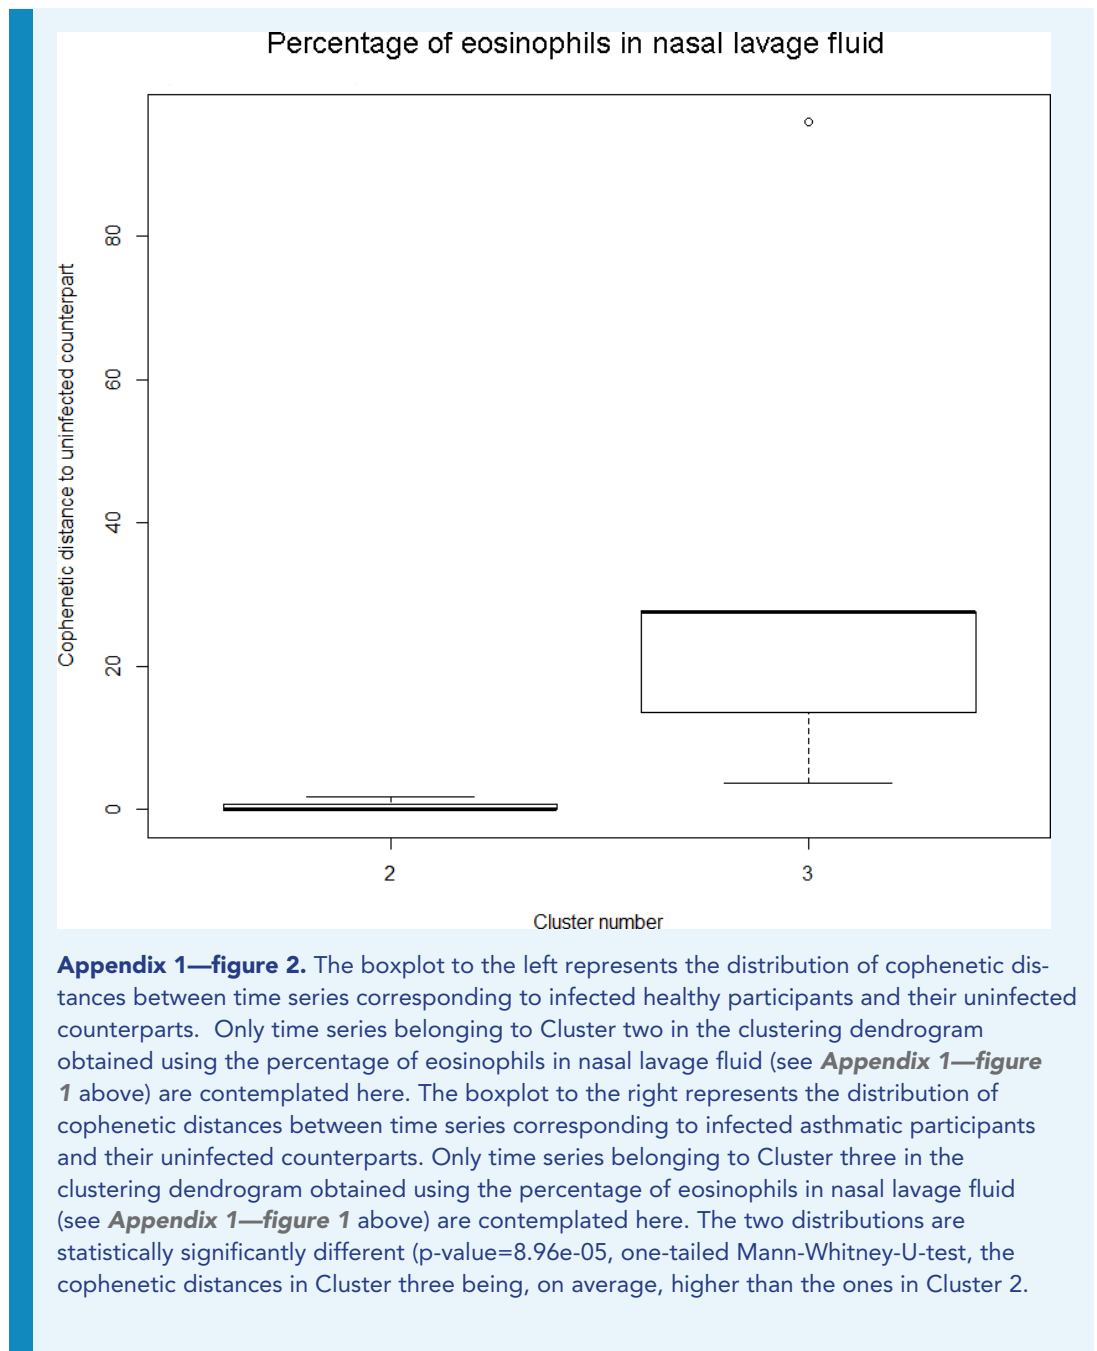 Percentage of eosinophils in nasal lavage fluid
Cophenetic distance to uninfected counterpart
80
60
40
20
0
2
3
Cluster number
Appendix 1—figure 2. The boxplot to the left represents the distribution of cophenetic dis-
tances between time series corresponding to infected healthy participants and their uninfected
counterparts. Only time series belonging to Cluster two in the clustering dendrogram
obtained using the percentage of eosinophils in nasal lavage fluid (see Appendix 1—figure
1 above) are contemplated here. The boxplot to the right represents the distribution of
cophenetic distances between time series corresponding to infected asthmatic participants
and their uninfected counterparts. Only time series belonging to Cluster three in the
clustering dendrogram obtained using the percentage of eosinophils in nasal lavage fluid
(see Appendix 1—figure 1 above) are contemplated here. The two distributions are
statistically significantly different (p-value=8.96e-05, one-tailed Mann-Whitney-U-test, the
cophenetic distances in Cluster three being, on average, higher than the ones in Cluster 2.